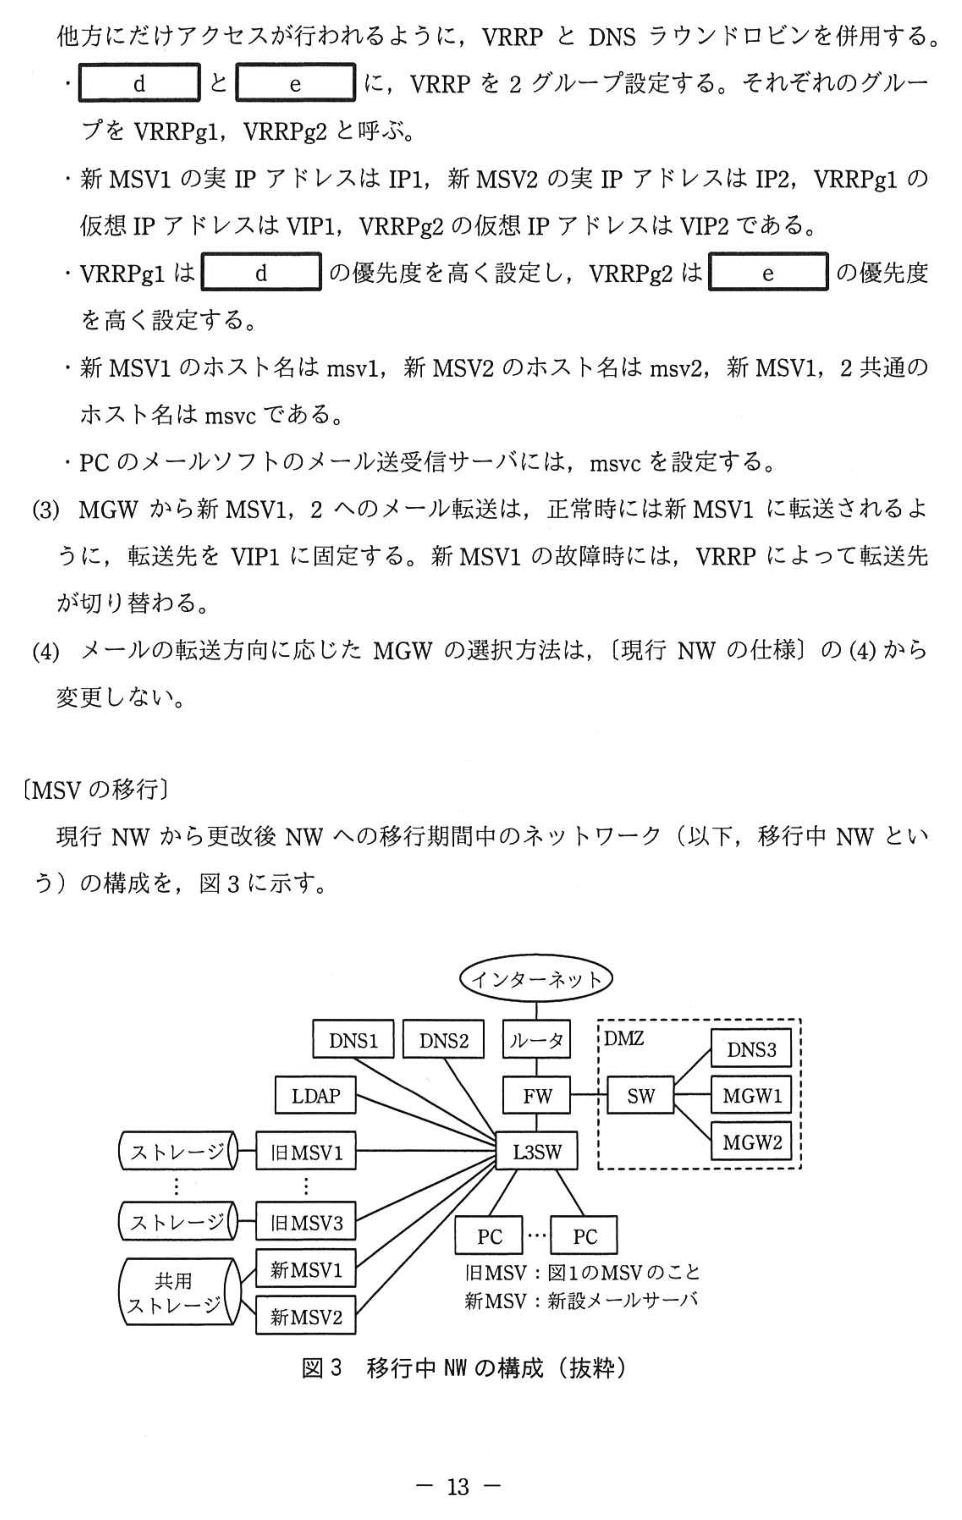 他方にだけアクセスが行われるように，VRRP と DNS ラウンドロビンを併用する。
・ d と e に，VRRP を 2 グループ設定する。それぞれのグルー
プを VRRPg1，VRRPg2 と呼ぶ。
・新 MSV1 の実 IP アドレスは IP1，新 MSV2 の実 IP アドレスは IP2，VRRPg1 の
仮想 IP アドレスは VIP1，VRRPg2 の仮想 IP アドレスは VIP2 である。
・VRRPg1 は d の優先度を高く設定し，VRRPg2 は e の優先度
を高く設定する。
・新 MSV1 のホスト名は msv1，新 MSV2 のホスト名は msv2，新 MSV1，2 共通の
ホスト名は msvc である。
・PC のメールソフトのメール送受信サーバには，msvc を設定する。
(3) MGW から新 MSV1，2 へのメール転送は，正常時には新 MSV1 に転送されるよ
うに，転送先を VIP1 に固定する。新 MSV1 の故障時には，VRRP によって転送先
が切り替わる。
(4) メールの転送方向に応じた MGW の選択方法は，〔現行 NW の仕様〕の (4) から
変更しない。
〔MSV の移行〕
現行 NW から更改後 NW への移行期間中のネットワーク（以下，移行中 NW とい
う）の構成を，図 3 に示す。
インターネット
DNS1 DNS2 ルータ DMZ DNS3
LDAP FW SW MGW1
ストレージ 旧MSV1 L3SW MGW2
⋮ ⋮
ストレージ 旧MSV3 PC … PC
共用
ストレージ
新MSV1
新MSV2
旧MSV：図1のMSVのこと
新MSV：新設メールサーバ
図 3 移行中 NW の構成（抜粋）
－ 13 －